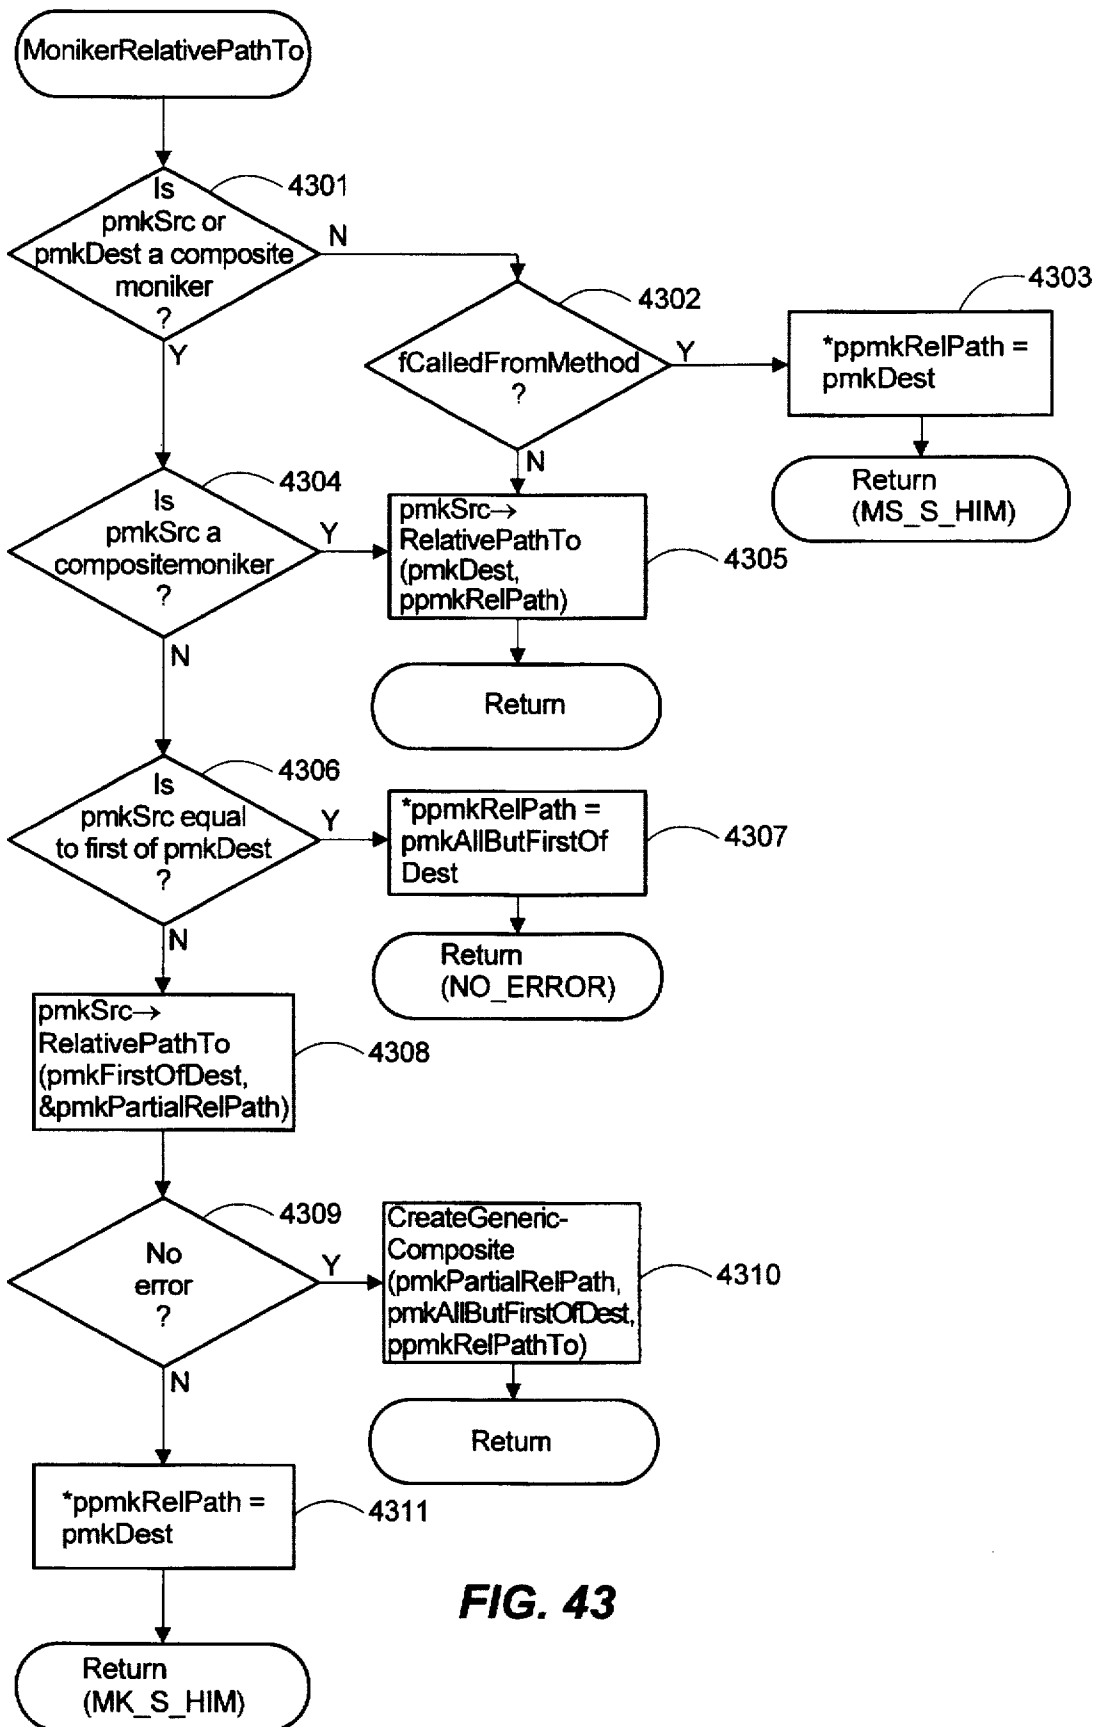 MonikerRelativePathTo
4301
Is
pmkSrc or
pmkDest a composite
moniker
?
N
Y
4302
fCalledFromMethod
?
Y
N
4303
*ppmkRelPath =
pmkDest
Return
(MS_S_HIM)
4304
Is
pmkSrc a
compositemoniker
?
Y
N
pmkSrc→
RelativePathTo
(pmkDest,
ppmkRelPath)
4305
Return
4306
Is
pmkSrc equal
to first of pmkDest
?
Y
N
*ppmkRelPath =
pmkAllButFirstOf
Dest
4307
Return
(NO_ERROR)
pmkSrc→
RelativePathTo
(pmkFirstOfDest,
&pmkPartialRelPath)
4308
4309
No
error
?
Y
N
CreateGeneric-
Composite
(pmkPartialRelPath,
pmkAllButFirstOfDest,
ppmkRelPathTo)
4310
Return
*ppmkRelPath =
pmkDest
4311
Return
(MK_S_HIM)
FIG. 43